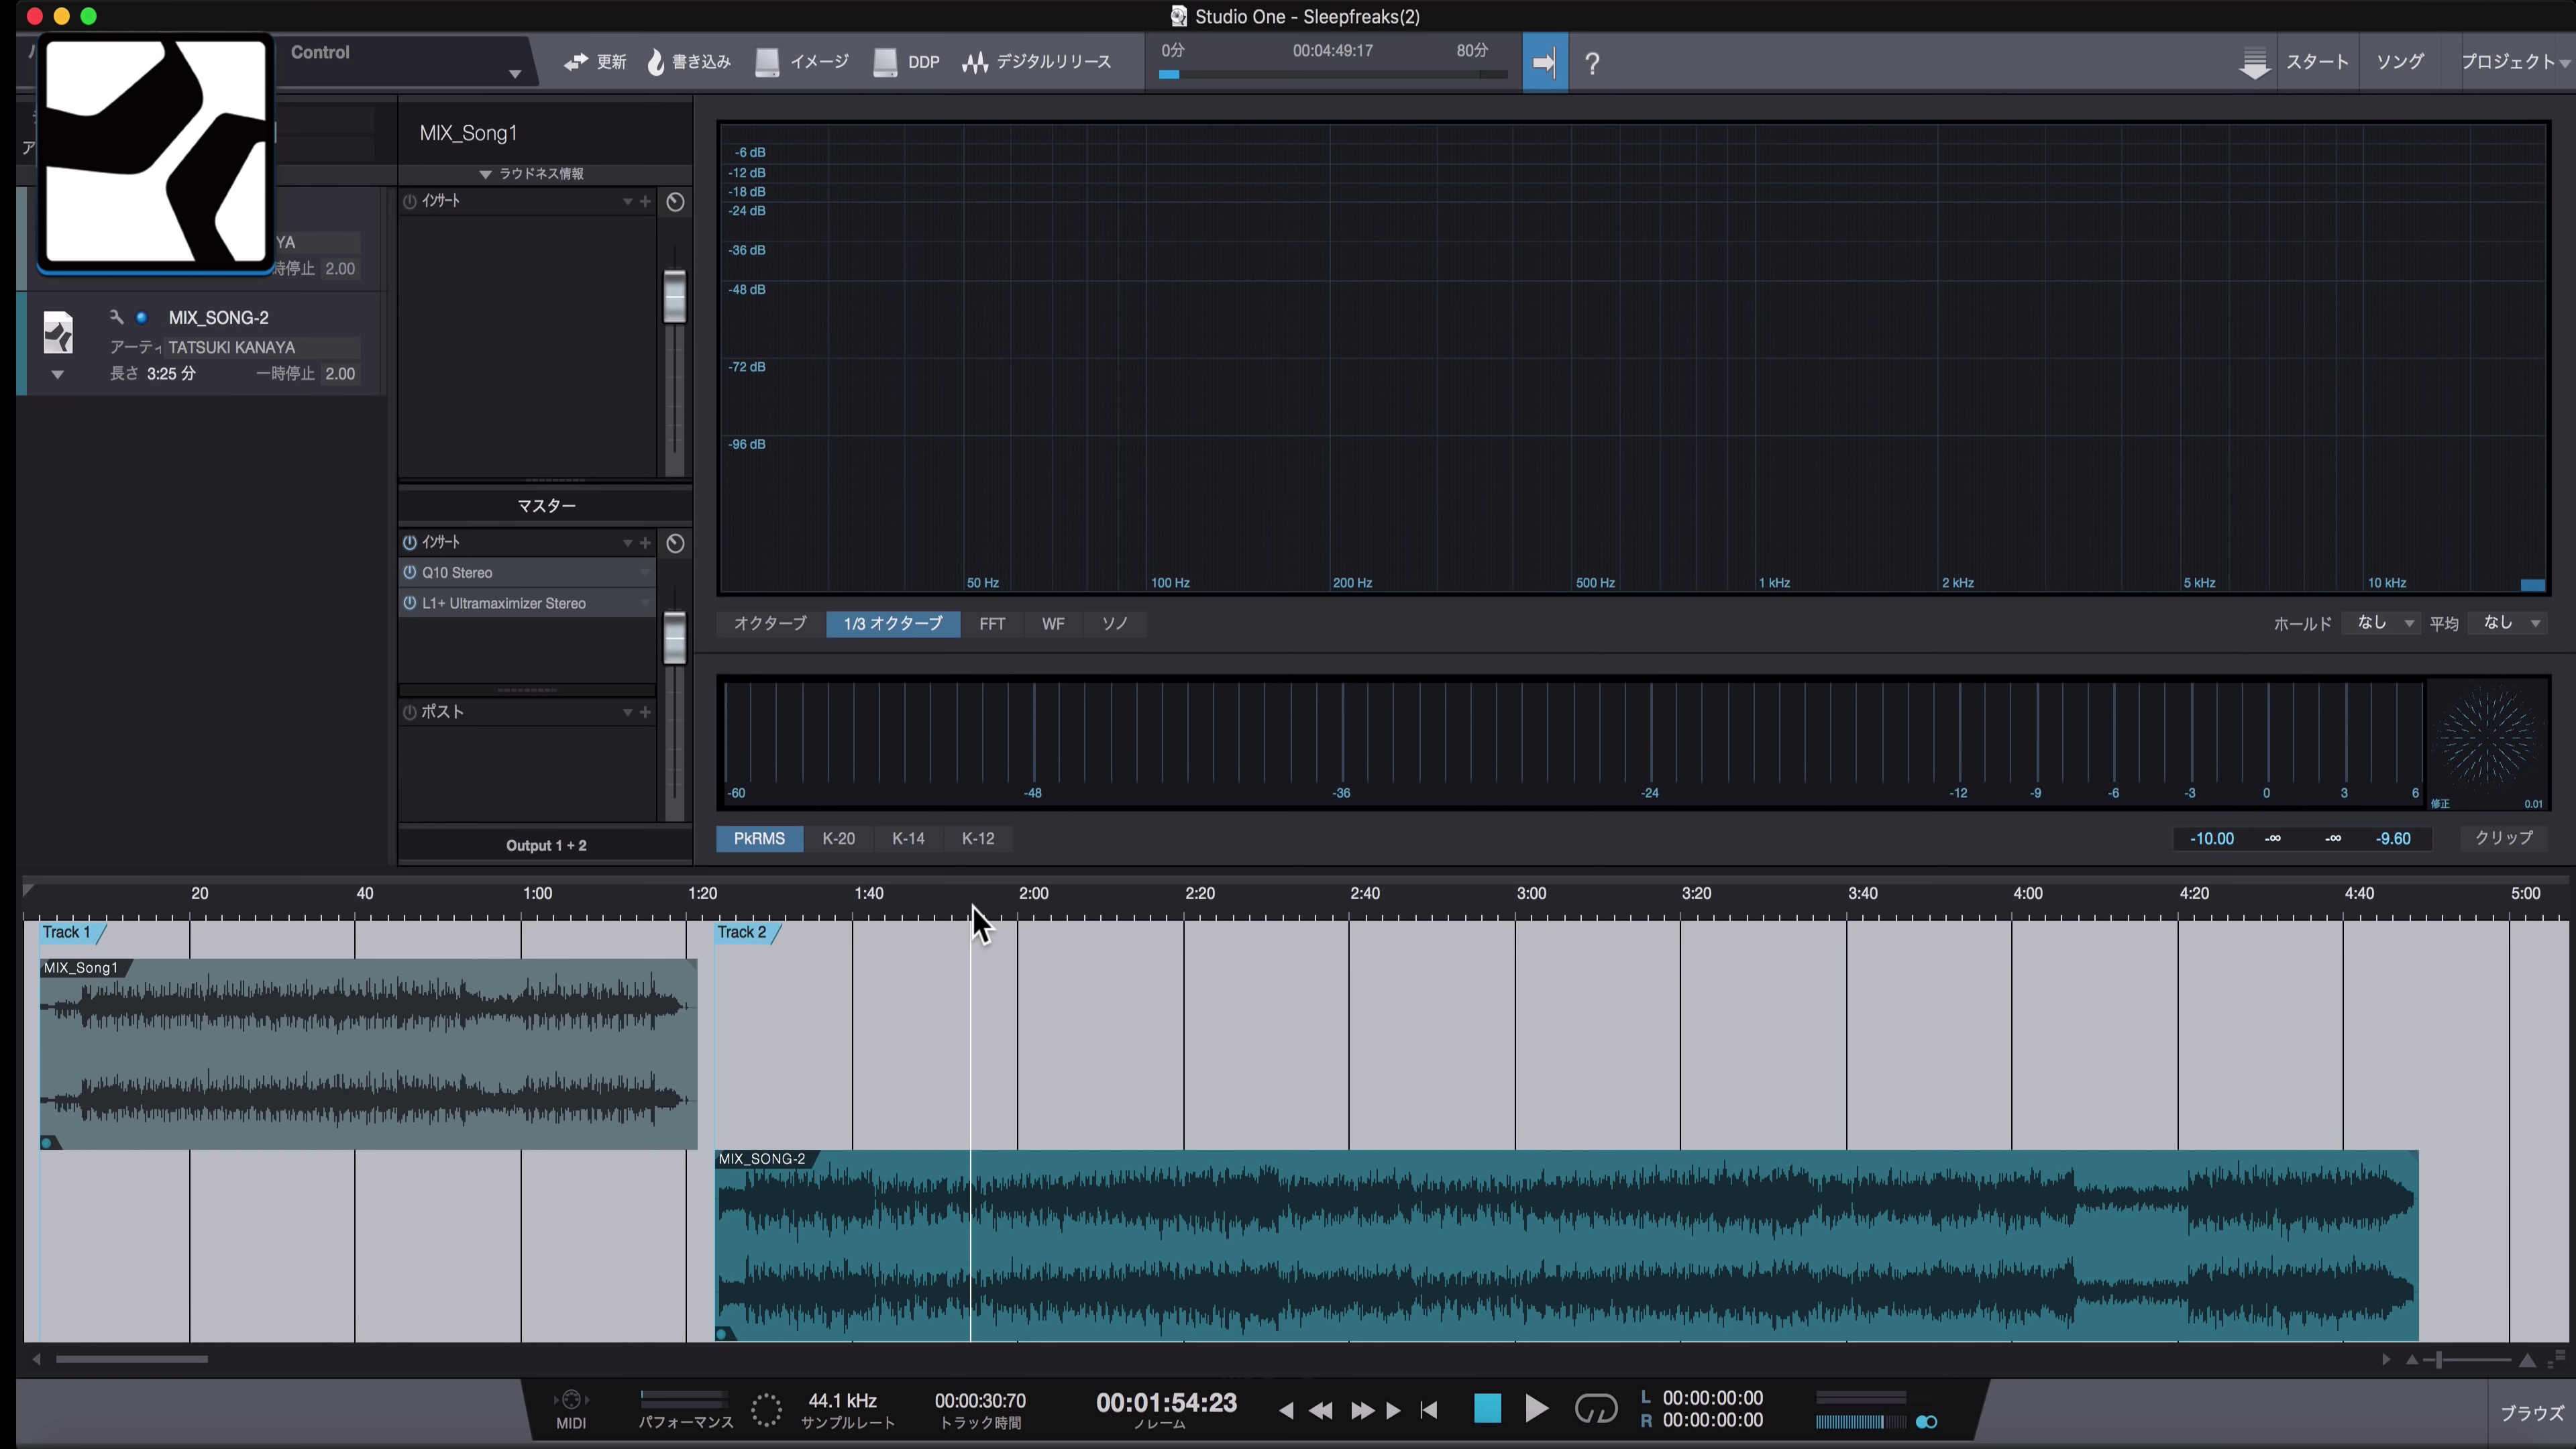 Studio One - Sleepfreaks(2)
Control
更新
書き込み
イメージ
DDP
デジタルリリース
0分
00:04:49:17
80分
?
スタート
ソング
プロジェクト
YA
時停止 2.00
MIX_SONG-2
アーティ TATSUKI KANAYA
長さ 3:25 分 一時停止 2.00
MIX_Song1
ラウドネス情報
インサート
マスター
インサート
Q10 Stereo
L1+ Ultramaximizer Stereo
ポスト
Output 1 + 2
-6 dB
-12 dB
-18 dB
-24 dB
-36 dB
-48 dB
-72 dB
-96 dB
50 Hz 100 Hz 200 Hz 500 Hz 1 kHz 2 kHz 5 kHz 10 kHz
オクターブ 1/3 オクターブ FFT WF ソノ
ホールド なし 平均 なし
-60 -48 -36 -24 -12 -9 -6 -3 0 3 6
修正 0.01
PkRMS K-20 K-14 K-12
-10.00 -∞ -∞ -9.60 クリップ
20 40 1:00 1:20 1:40 2:00 2:20 2:40 3:00 3:20 3:40 4:00 4:20 4:40 5:00
Track 1
Track 2
MIX_Song1
MIX_SONG-2
MIDI
パフォーマンス
44.1 kHz
サンプルレート
00:00:30:70
トラック時間
00:01:54:23
フレーム
L 00:00:00:00
R 00:00:00:00
ブラウズ